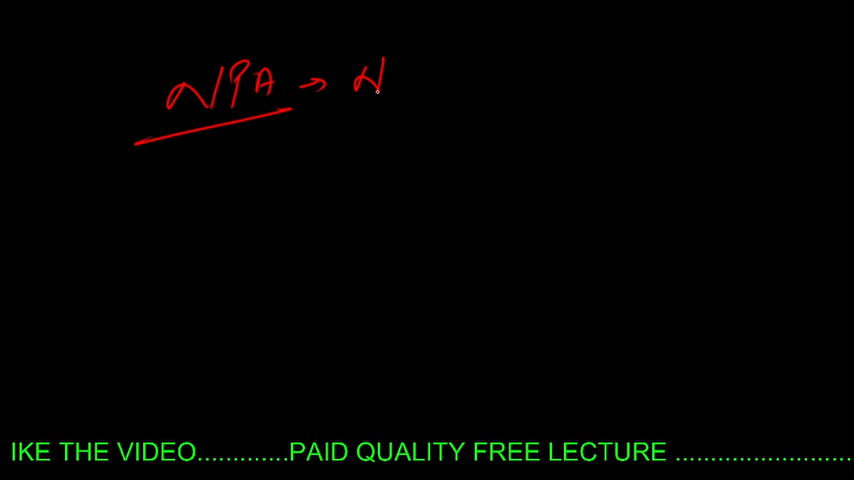 NPA → N
IKE THE VIDEO.............PAID QUALITY FREE LECTURE .........................